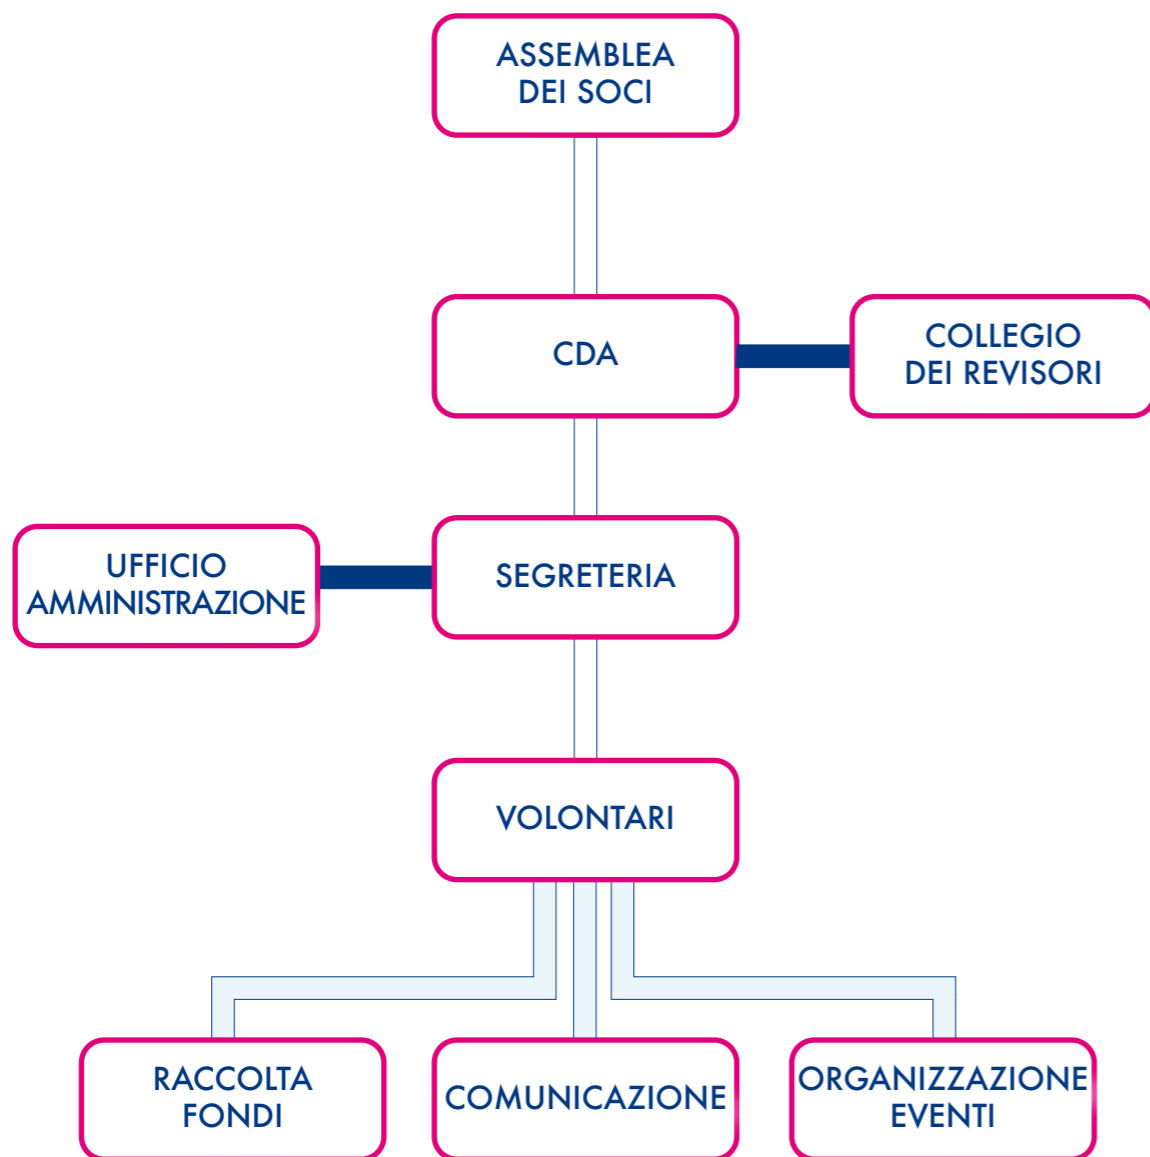 ASSEMBLEA
DEI SOCI
CDA
COLLEGIO
DEI REVISORI
UFFICIO
AMMINISTRAZIONE
SEGRETERIA
VOLONTARI
RACCOLTA
FONDI
COMUNICAZIONE
ORGANIZZAZIONE
EVENTI